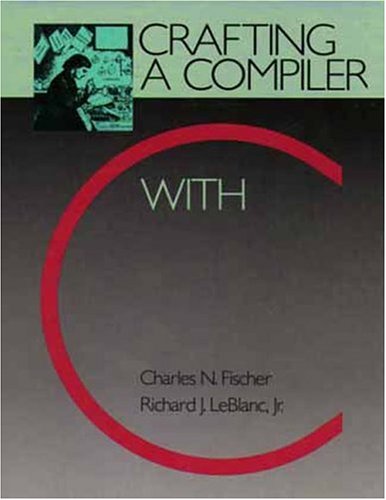 CRAFTING
A COMPILER
WITH
C
Charles N. Fischer
Richard J. LeBlanc, Jr.